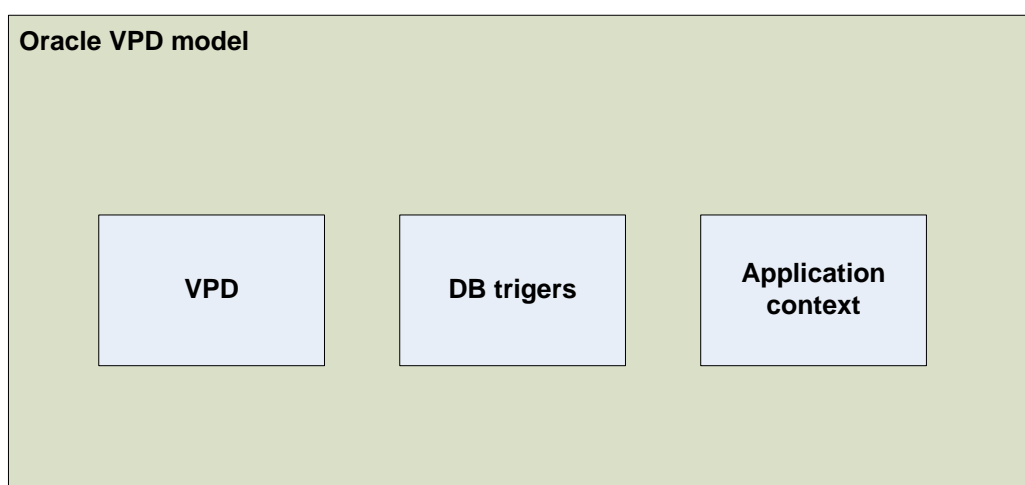 Oracle VPD model
VPD
DB trigers
Application
context